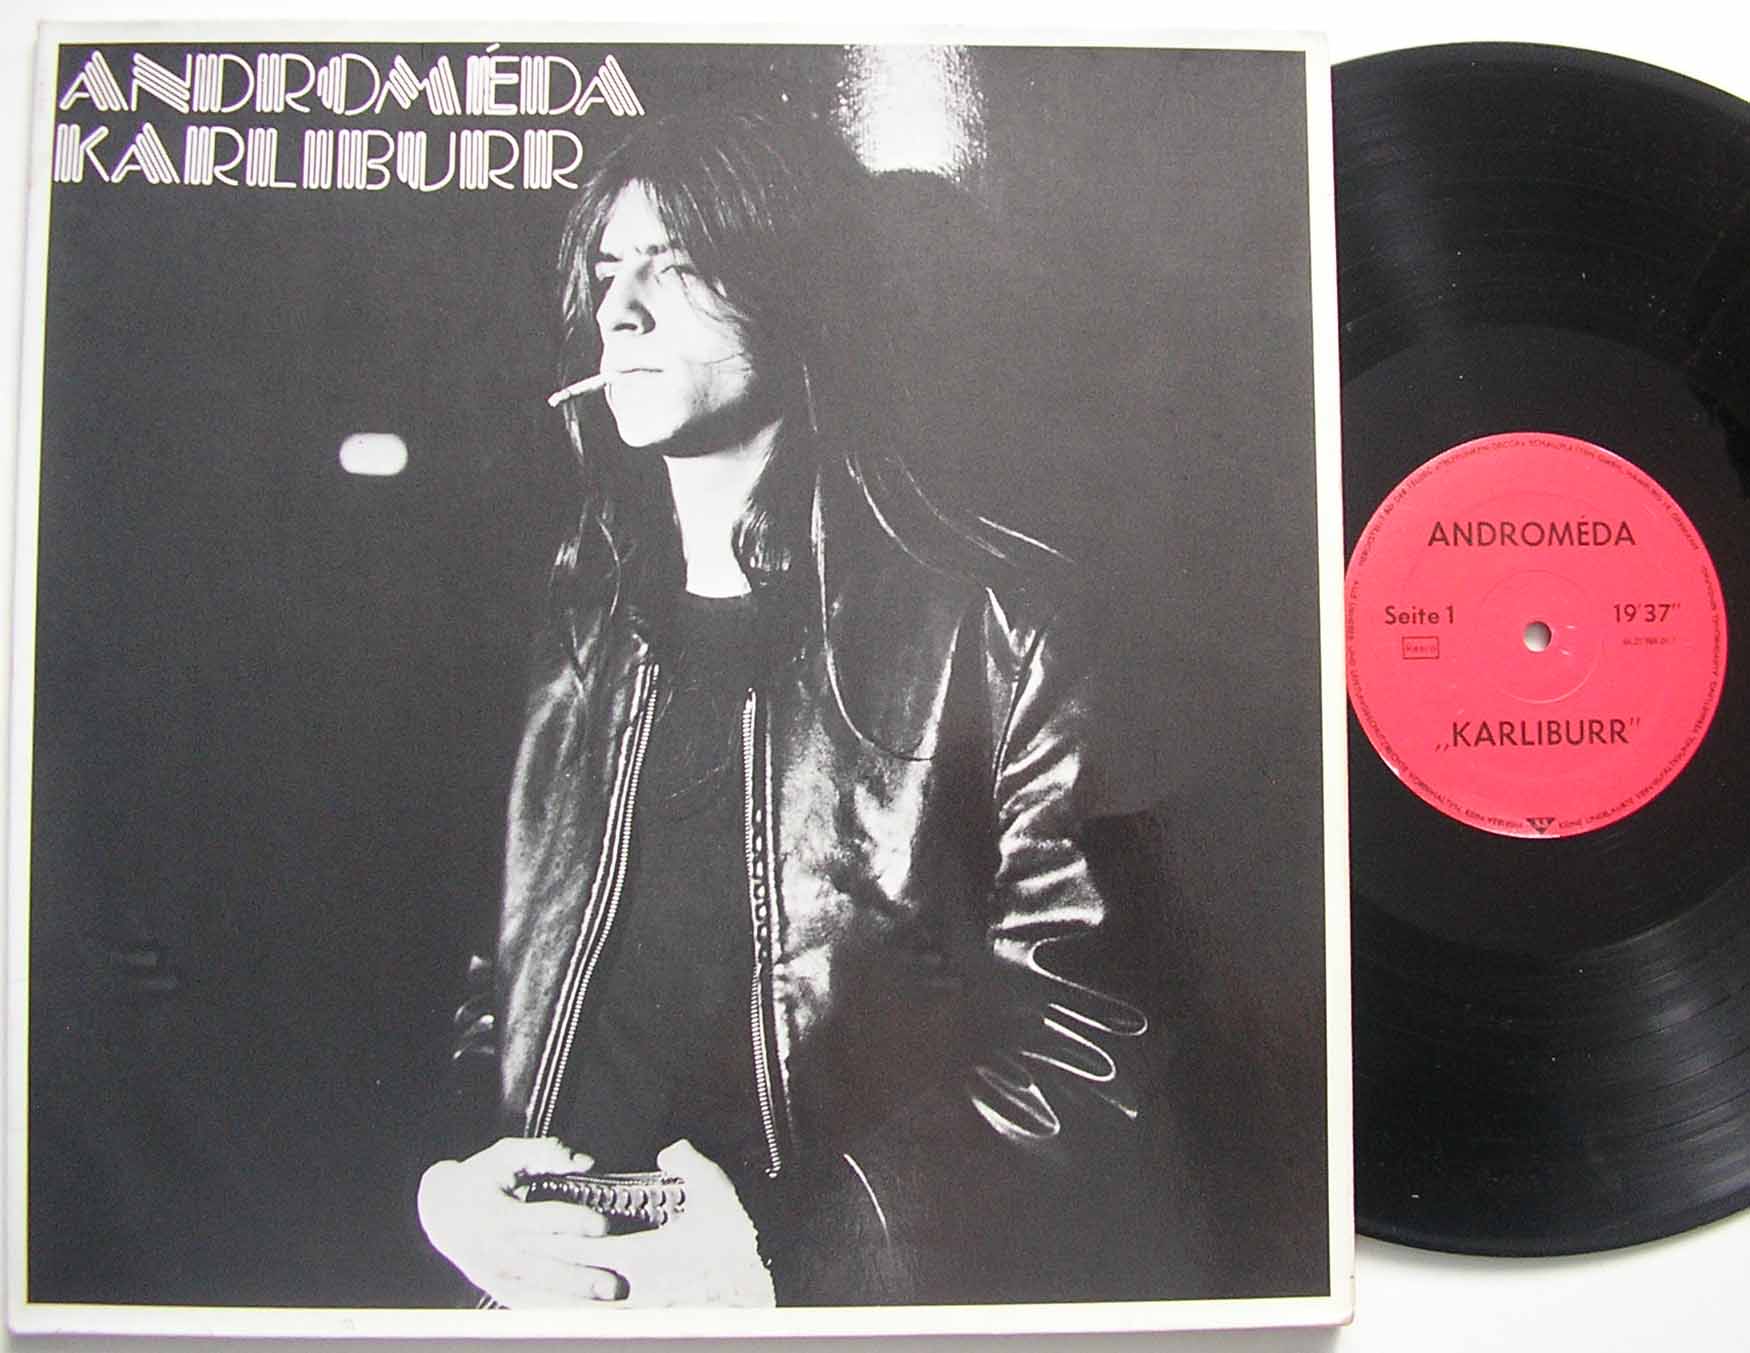 ANDROMÉDA
KARLIBURR
ANDROMÉDA
Seite 1
19'37"
„KARLIBURR"